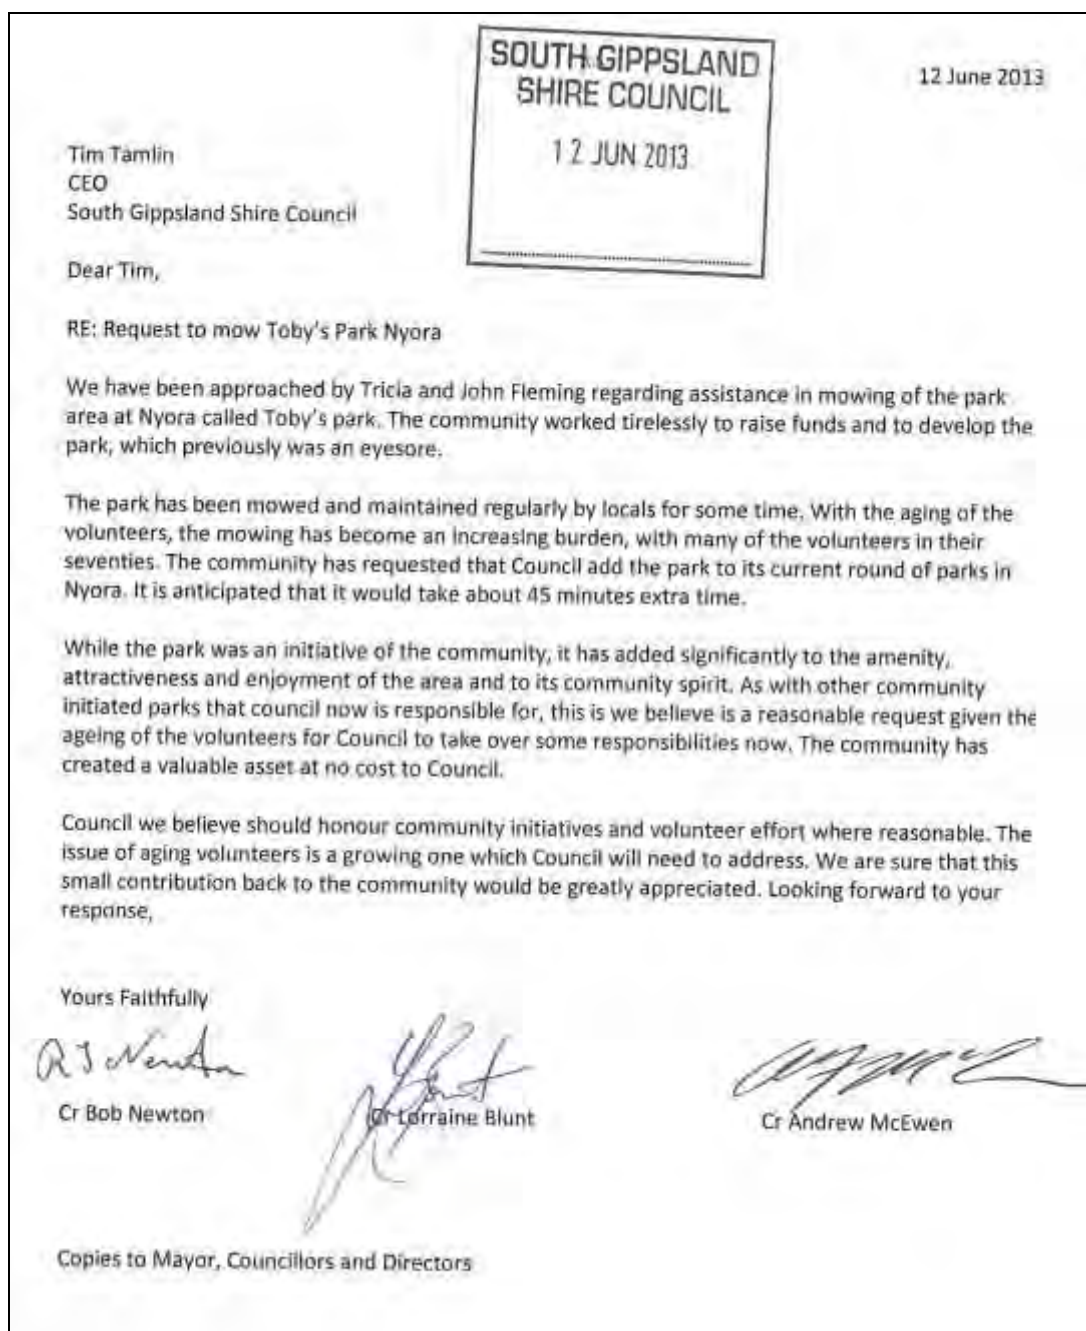 SOUTH GIPPSLAND
SHIRE COUNCIL
12 JUN 2013
12 June 2013
Tim Tamlin
CEO
South Gippsland Shire Council
Dear Tim,
RE: Request to mow Toby's Park Nyora
We have been approached by Tricia and John Fleming regarding assistance in mowing of the park
area at Nyora called Toby's park. The community worked tirelessly to raise funds and to develop the
park, which previously was an eyesore.
The park has been mowed and maintained regularly by locals for some time. With the aging of the
volunteers, the mowing has become an increasing burden, with many of the volunteers in their
seventies. The community has requested that Council add the park to its current round of parks in
Nyora. It is anticipated that it would take about 45 minutes extra time.
While the park was an initiative of the community, it has added significantly to the amenity,
attractiveness and enjoyment of the area and to its community spirit. As with other community
initiated parks that council now is responsible for, this is we believe is a reasonable request given the
ageing of the volunteers for Council to take over some responsibilities now. The community has
created a valuable asset at no cost to Council.
Council we believe should honour community initiatives and volunteer effort where reasonable. The
issue of aging volunteers is a growing one which Council will need to address. We are sure that this
small contribution back to the community would be greatly appreciated. Looking forward to your
response,
Yours Faithfully
R J Newton
Cr Bob Newton
Cr Lorraine Blunt
Cr Andrew McEwen
Copies to Mayor, Councillors and Directors